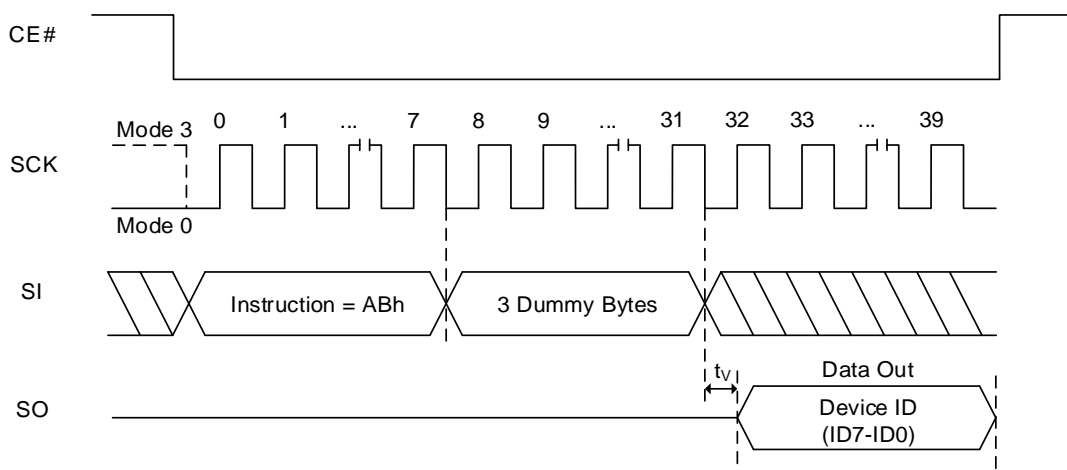 CE#
SCK
Mode 3
Mode 0
0 1 ... 7 8 9 ... 31 32 33 ... 39
SI
Instruction = ABh
3 Dummy Bytes
SO
tV
Data Out
Device ID
(ID7-ID0)